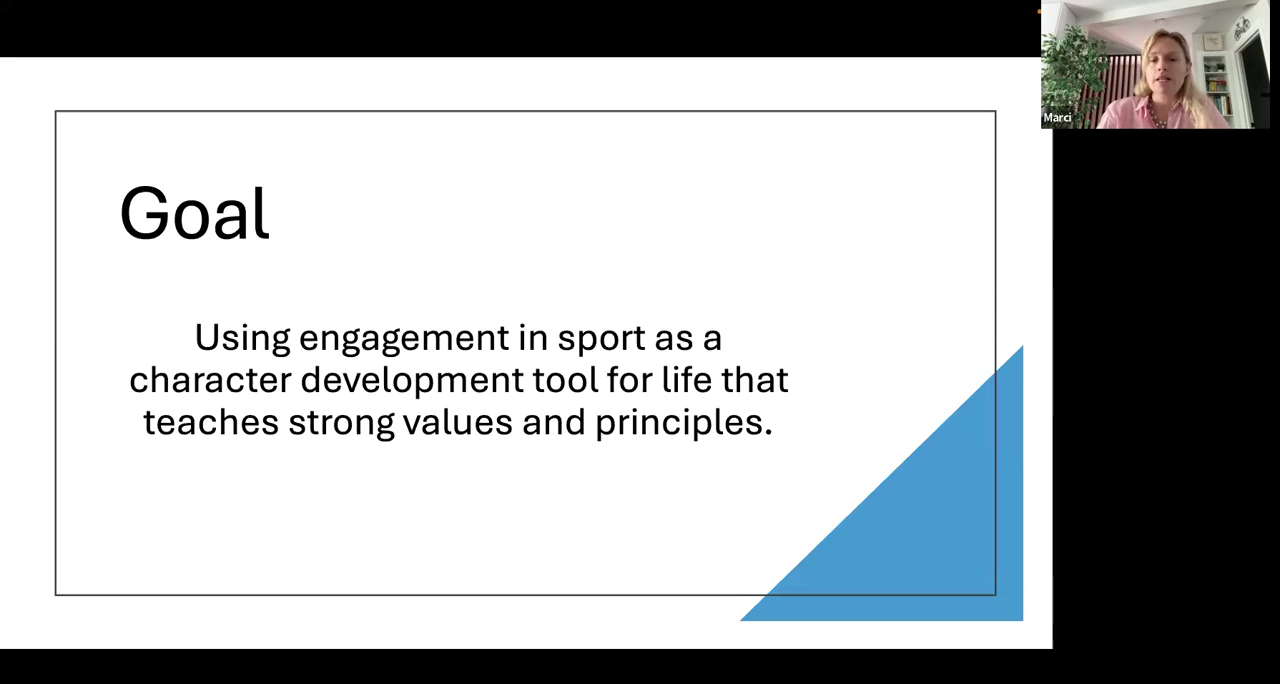 Marci
Goal
Using engagement in sport as a
character development tool for life that
teaches strong values and principles.